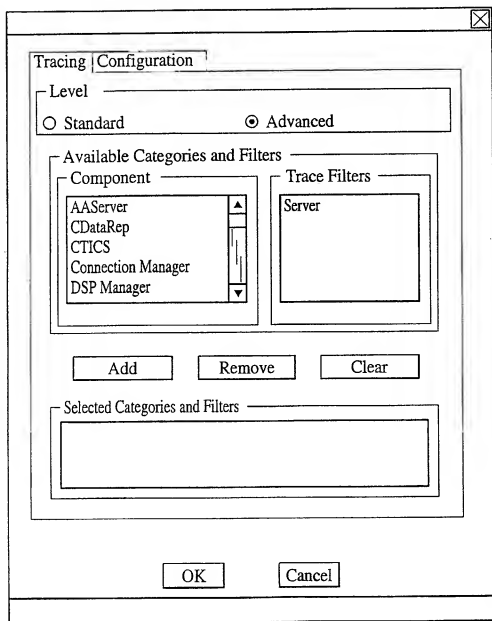 Tracing Configuration
Level
Standard Advanced
Available Categories and Filters
Component Trace Filters
AAServer Server
CDataRep
CTICS
Connection Manager
DSP Manager
Add Remove Clear
Selected Categories and Filters
OK Cancel